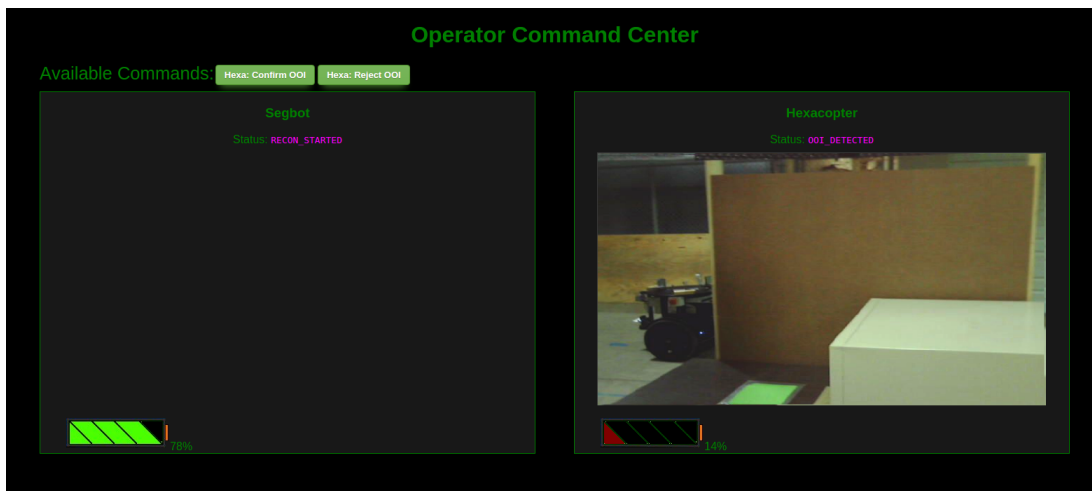 Operator Command Center
Available Commands: Hexa: Confirm OOI Hexa: Reject OOI
Segbot
Status: RECON_STARTED
78%
Hexacopter
Status: OOI_DETECTED
14%